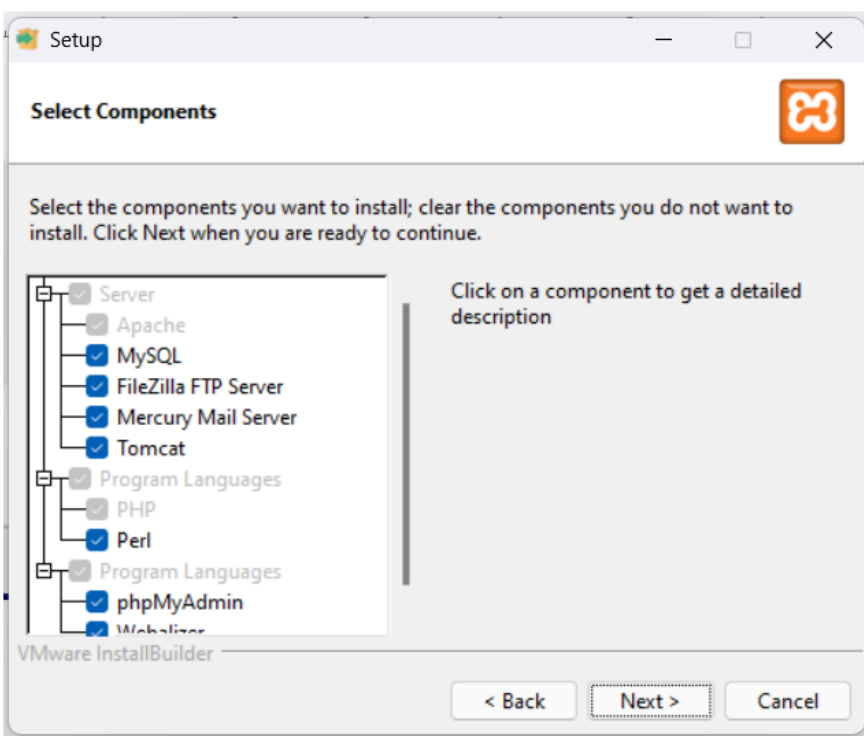 Setup
Select Components
Select the components you want to install; clear the components you do not want to
install. Click Next when you are ready to continue.
Server
Apache
MySQL
FileZilla FTP Server
Mercury Mail Server
Tomcat
Program Languages
PHP
Perl
Program Languages
phpMyAdmin
Webalizer
Click on a component to get a detailed
description
VMware InstallBuilder
< Back
Next >
Cancel